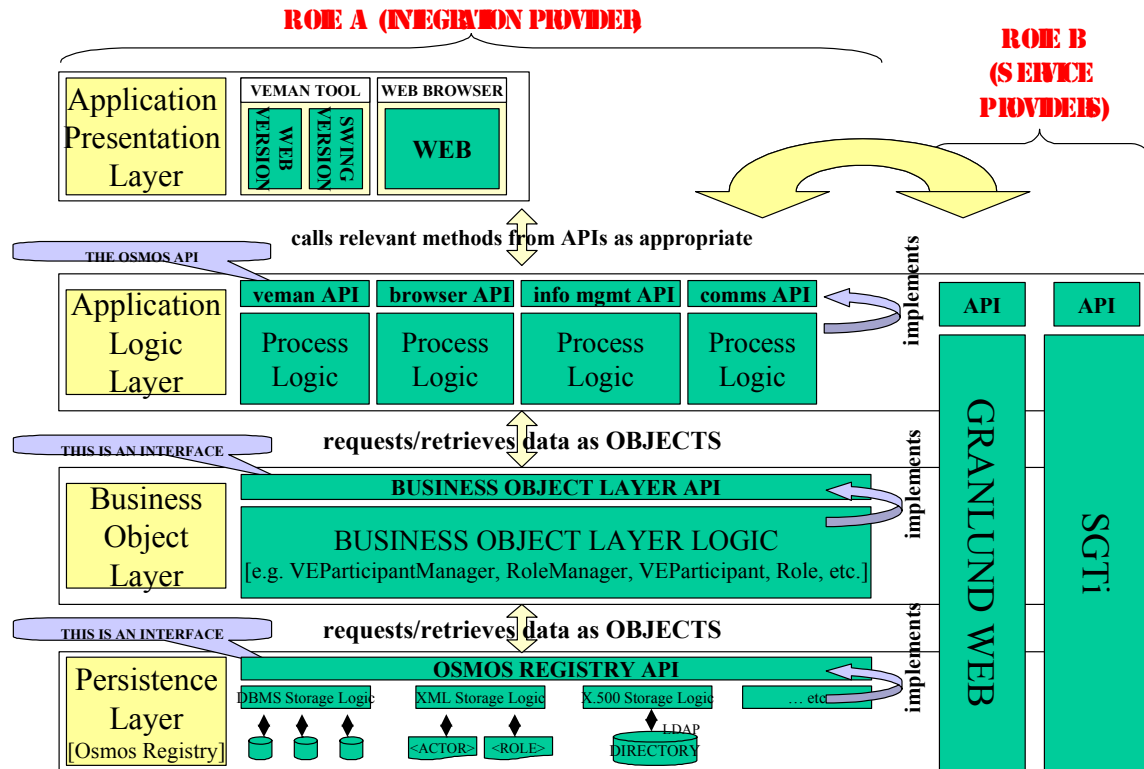 ROLE A (INTEGRATION PROVIDER)
ROLE B
(SERVICE
PROVIDERS)
Application
Presentation
Layer
VEMAN TOOL
WEB
VERSION
SWING
VERSION
WEB BROWSER
WEB
calls relevant methods from APIs as appropriate
THE OSMOS API
Application
Logic
Layer
veman API
browser API
info mgmt API
comms API
Process
Logic
Process
Logic
Process
Logic
Process
Logic
implements
API
API
GRANLUND WEB
SGTi
requests/retrieves data as OBJECTS
THIS IS AN INTERFACE
Business
Object
Layer
BUSINESS OBJECT LAYER API
BUSINESS OBJECT LAYER LOGIC
[e.g. VEParticipantManager, RoleManager, VEParticipant, Role, etc.]
implements
requests/retrieves data as OBJECTS
THIS IS AN INTERFACE
Persistence
Layer
[Osmos Registry]
OSMOS REGISTRY API
DBMS Storage Logic
XML Storage Logic
X.500 Storage Logic
... etc
implements
<ACTOR>
<ROLE>
LDAP
DIRECTORY